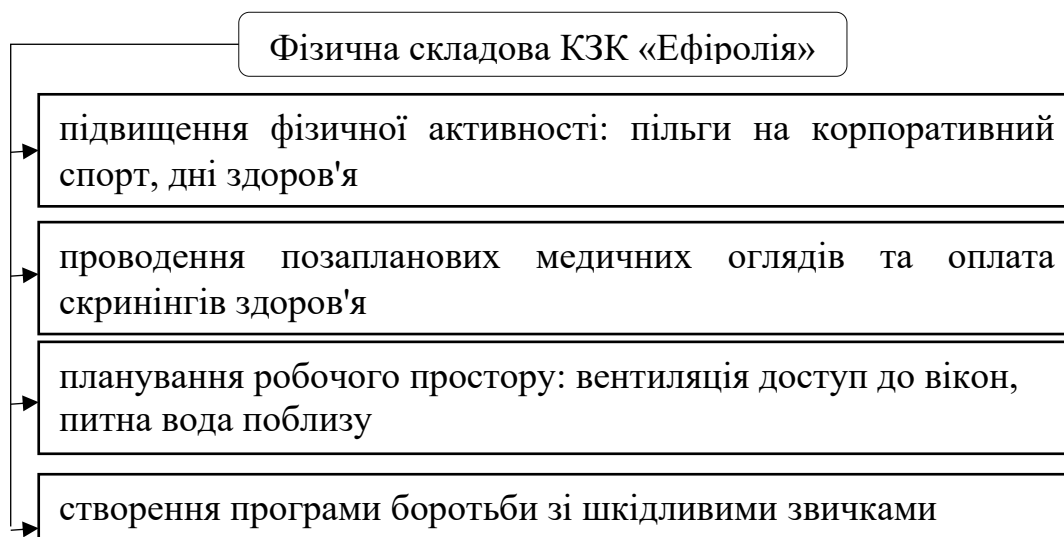 Фізична складова КЗК «Ефіролія»
підвищення фізичної активності: пільги на корпоративний
спорт, дні здоров'я
проводення позапланових медичних оглядів та оплата
скринінгів здоров'я
планування робочого простору: вентиляція доступ до вікон,
питна вода поблизу
створення програми боротьби зі шкідливими звичками